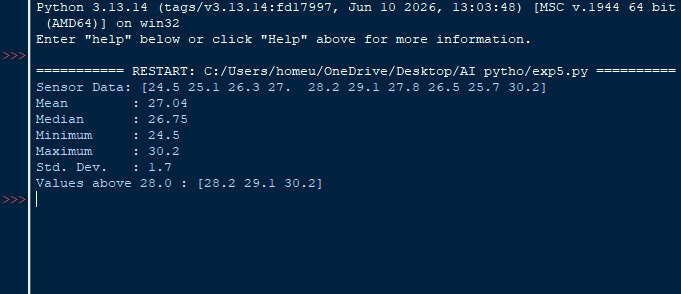 Python 3.13.14 (tags/v3.13.14:fd17997, Jun 10 2026, 13:03:48) [MSC v.1944 64 bit
 (AMD64)] on win32
Enter "help" below or click "Help" above for more information.
>>>
=========== RESTART: C:/Users/homeu/OneDrive/Desktop/AI pytho/exp5.py ==========
Sensor Data: [24.5 25.1 26.3 27.  28.2 29.1 27.8 26.5 25.7 30.2]
Mean        : 27.04
Median      : 26.75
Minimum     : 24.5
Maximum     : 30.2
Std. Dev.   : 1.7
Values above 28.0 : [28.2 29.1 30.2]
>>>